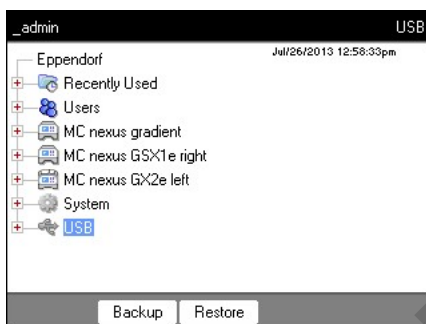 _admin USB
Jul/26/2013 12:58:33pm
Eppendorf
Recently Used
Users
MC nexus gradient
MC nexus GSX1e right
MC nexus GX2e left
System
USB
Backup Restore